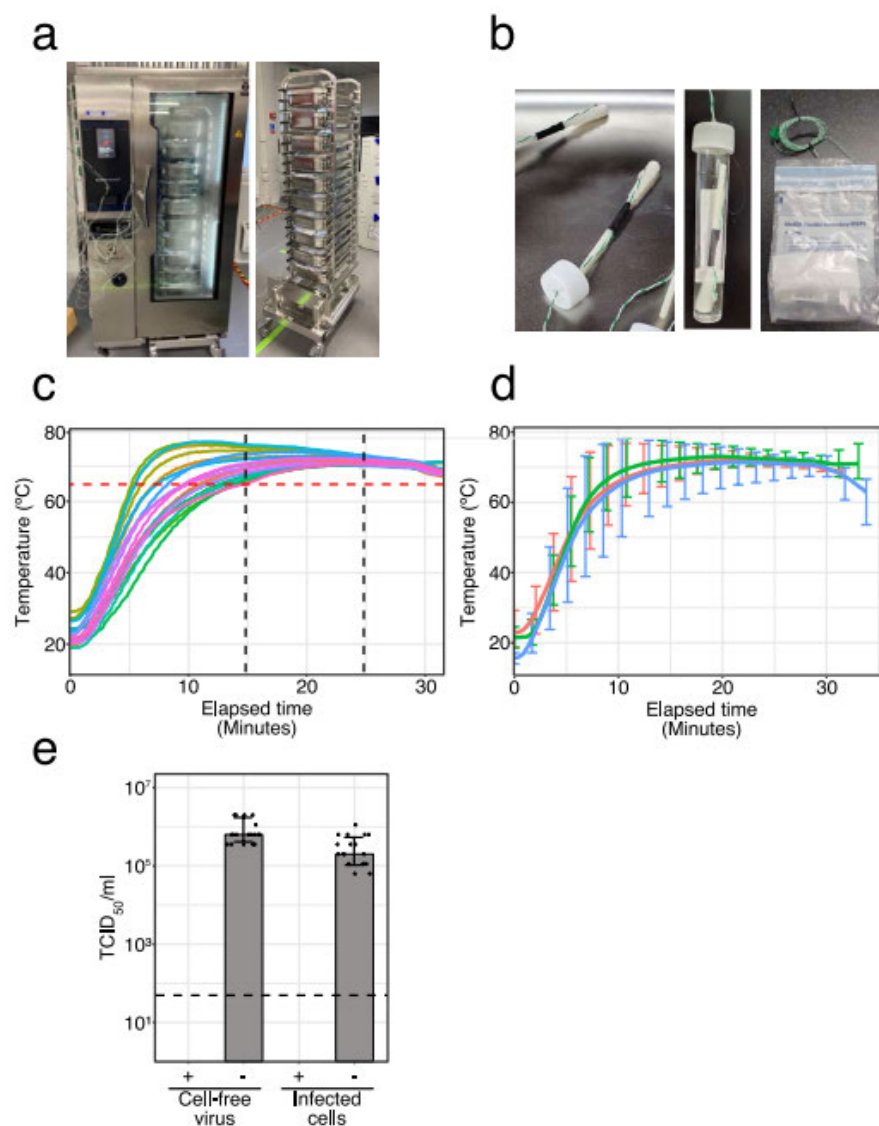 a
b
c
d
80
60
40
20
0
10
20
30
Temperature (°C)
Elapsed time
(Minutes)
80
60
40
20
0
10
20
30
Temperature (°C)
Elapsed time
(Minutes)
e
10⁷
10⁵
10³
10¹
TCID₅₀/ml
+
-
+
-
Cell-free
virus
Infected
cells